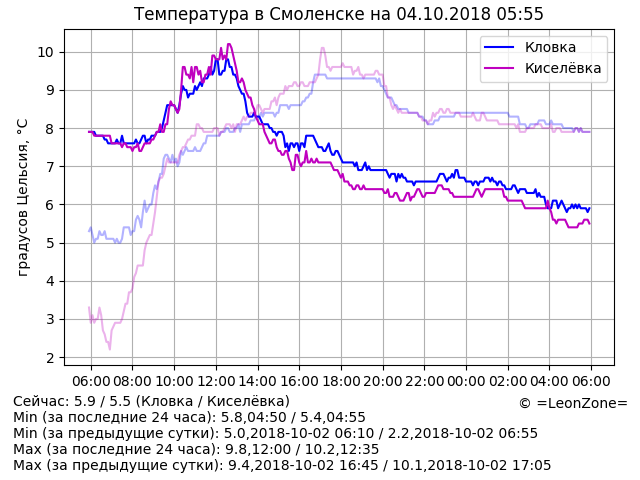 Температура в Смоленске на 04.10.2018 05:55
Кловка
Киселёвка
градусов Цельсия, °C
10
9
8
7
6
5
4
3
2
06:00 08:00 10:00 12:00 14:00 16:00 18:00 20:00 22:00 00:00 02:00 04:00 06:00
Сейчас: 5.9 / 5.5 (Кловка / Киселёвка)
© =LeonZone=
Min (за последние 24 часа): 5.8,04:50 / 5.4,04:55
Min (за предыдущие сутки): 5.0,2018-10-02 06:10 / 2.2,2018-10-02 06:55
Max (за последние 24 часа): 9.8,12:00 / 10.2,12:35
Max (за предыдущие сутки): 9.4,2018-10-02 16:45 / 10.1,2018-10-02 17:05